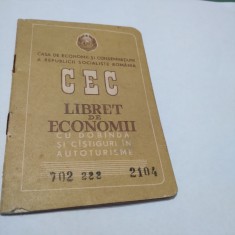 CASA DE ECONOMII ŞI CONSEMNAŢIUNI
A REPUBLICII SOCIALISTE ROMÂNIA
CEC
LIBRET
DE
ECONOMII
CU DOBÎNDĂ
ŞI CÎŞTIGURI ÎN
AUTOTURISME
702 888 2104